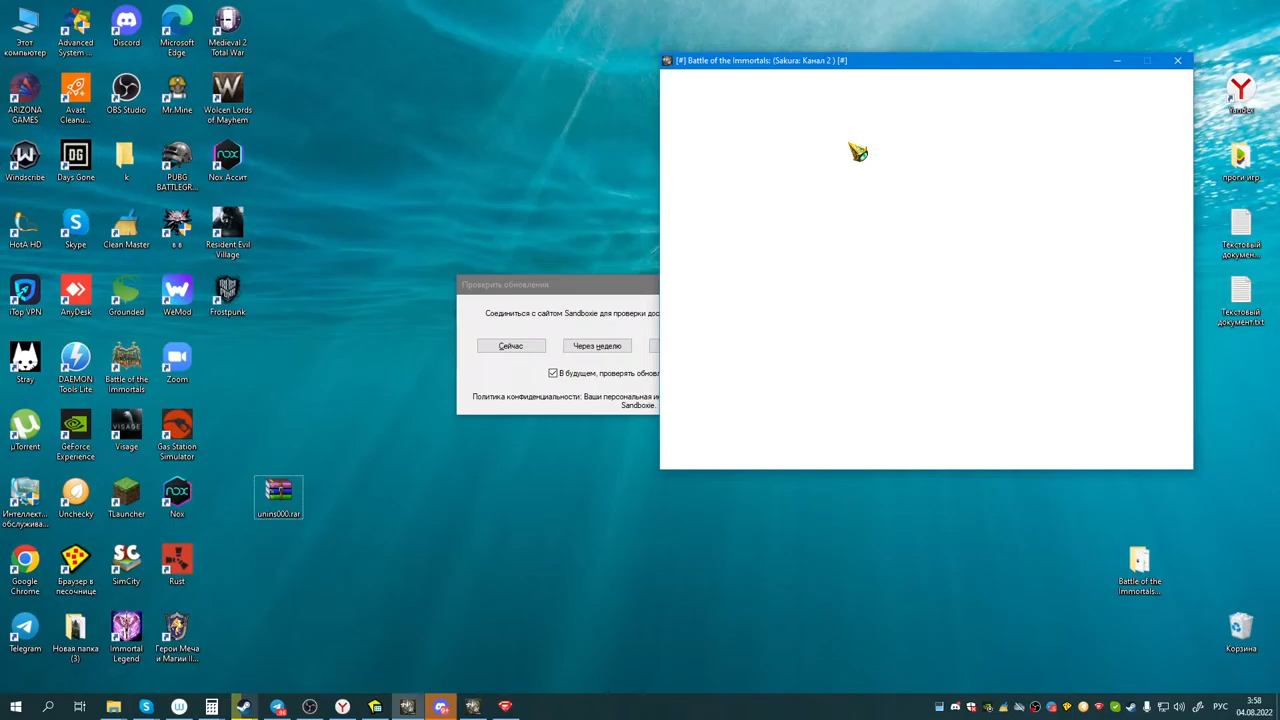 Этот компьютер
Advanced System ...
Discord
Microsoft Edge
Medieval 2 Total War
ARIZONA GAMES
Avast Cleanu...
OBS Studio
Mr.Mine
Wolcen Lords of Mayhem
Windscribe
Days Gone
k
PUBG BATTLEGR...
Nox Ассит
HotA HD
Skype
Clean Master
в в
Resident Evil Village
iTop VPN
AnyDesk
Grounded
WeMod
Frostpunk
Stray
DAEMON Tools Lite
Battle of the Immortals
Zoom
µTorrent
GeForce Experience
Visage
Gas Station Simulator
Интеллект... обслужива...
Unchecky
TLauncher
Nox
unins000.rar
Google Chrome
Браузер в песочнице
SimCity
Rust
Telegram
Новая папка (3)
Immortal Legend
Герои Меча и Магии II...
[#] Battle of the Immortals: (Sakura: Канал 2 ) [#]
Проверить обновления
Соединиться с сайтом Sandboxie для проверки дос
Сейчас
Через неделю
В будущем, проверять обновл
Политика конфиденциальности: Ваши персональная ин
Sandboxie.
Yandex
проги игр
Текстовый докумен...
Текстовый документ.txt
Battle of the Immortals...
Корзина
РУС
3:58
04.08.2022